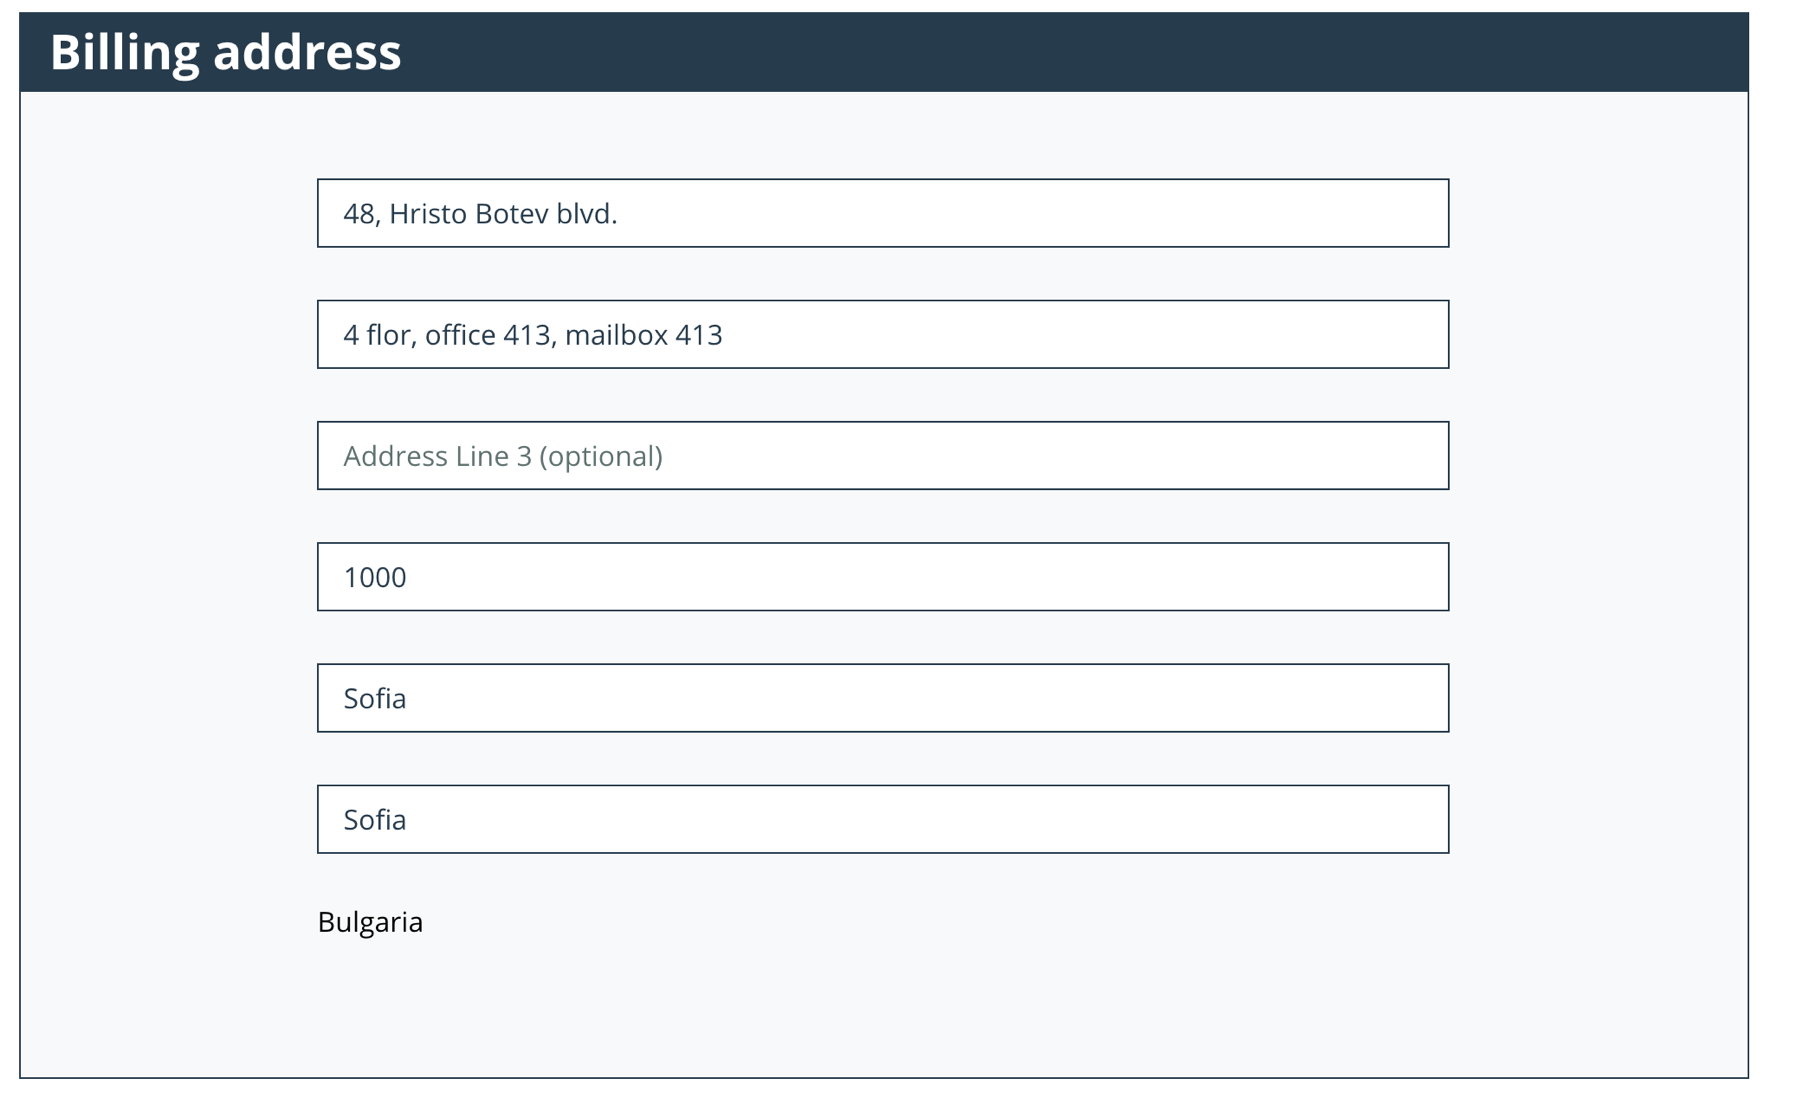 Billing address
48, Hristo Botev blvd.
4 flor, office 413, mailbox 413
Address Line 3 (optional)
1000
Sofia
Sofia
Bulgaria